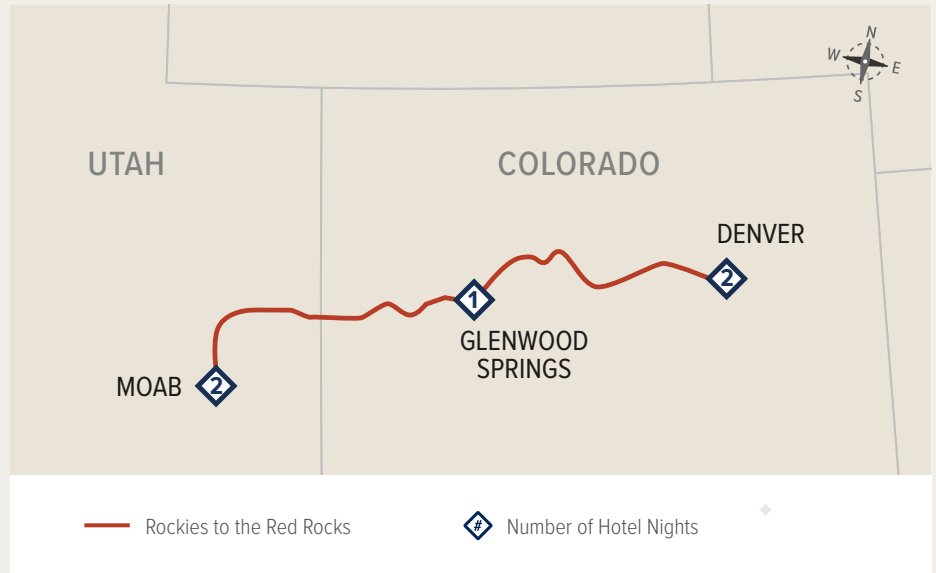 N
W
E
S
UTAH
COLORADO
DENVER
2
1
GLENWOOD
SPRINGS
MOAB
2
Rockies to the Red Rocks
# Number of Hotel Nights